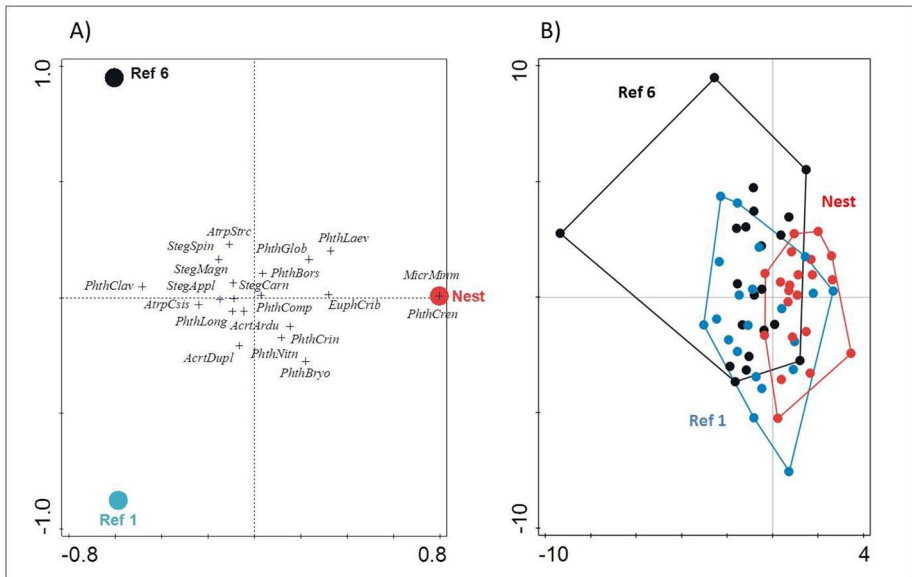 A)
B)
1.0
Ref 6
AtrpStrc
StegSpin
PhthGlob
PhthLaev
StegMagn
PhthBors
MicrMinm
PhthClav
StegAppl
StegCarn
Nest
AtrpCsis
PhthComp
EuphCrib
PhthCren
PhthLong
AcrtArdu
PhthCrin
AcrtDupl
PhthNitn
PhthBryo
Ref 1
-1.0
-0.8
0.8
10
Ref 6
Nest
Ref 1
-10
-10
4